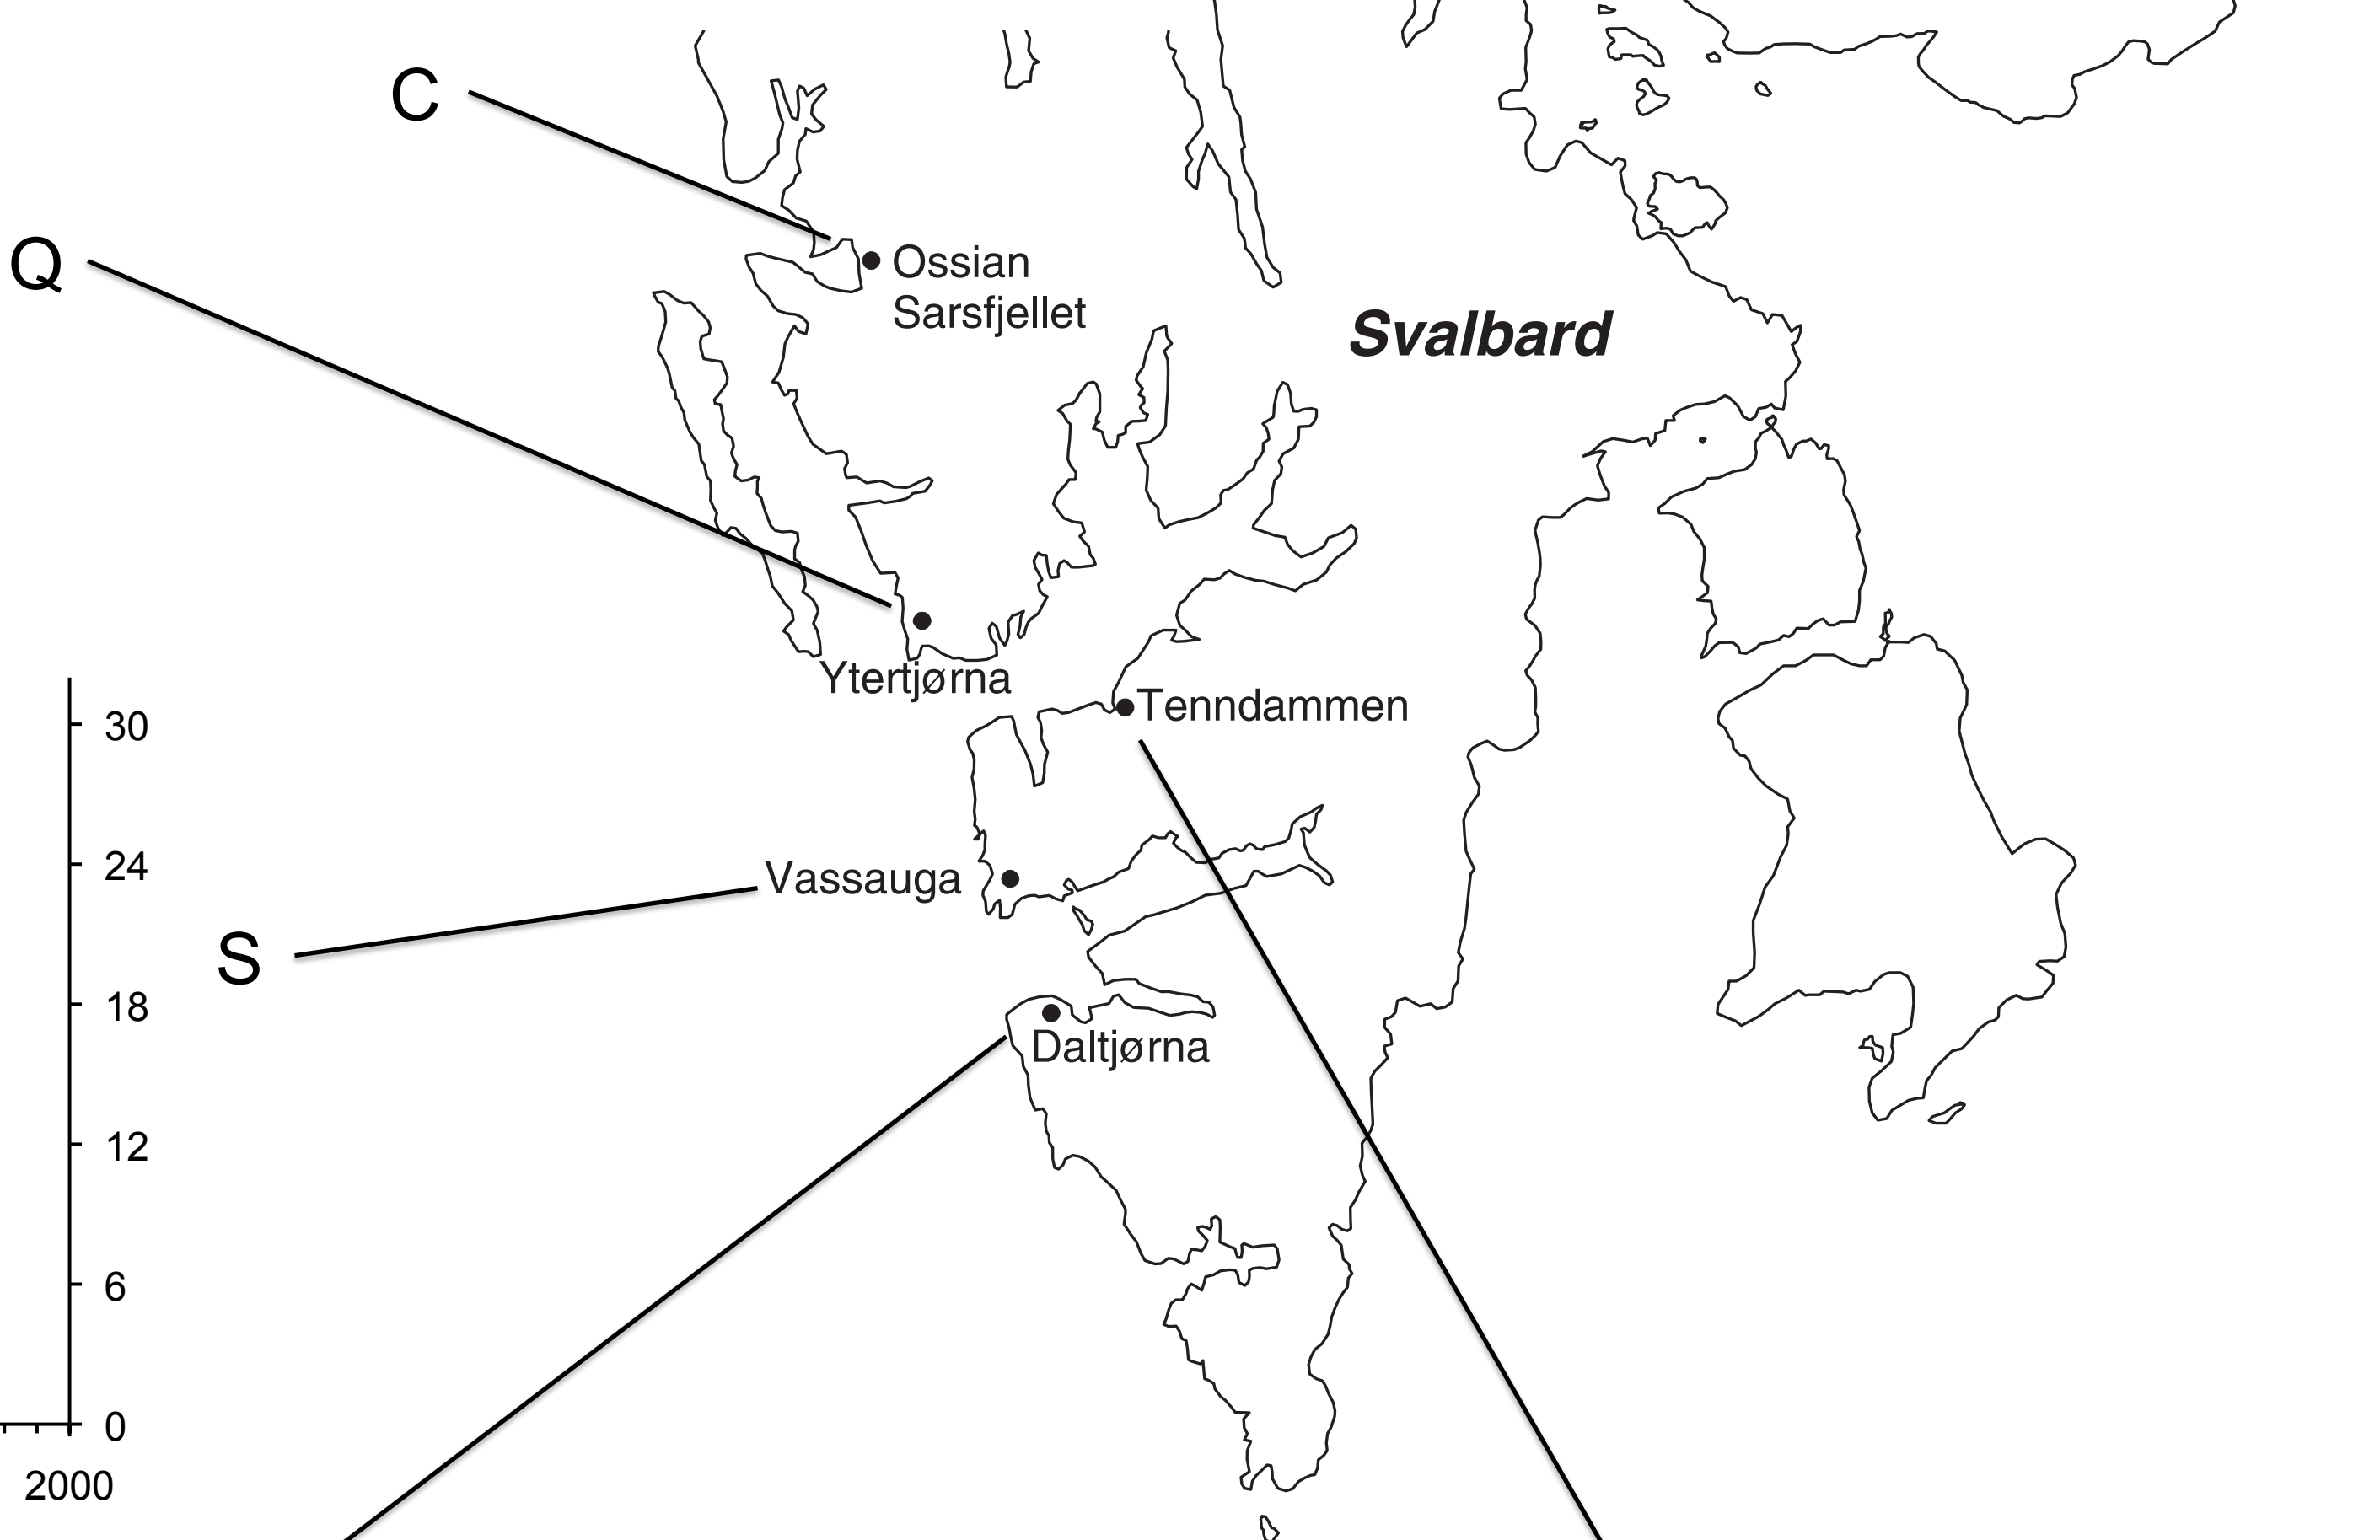 C
Q
Ossian
Sarsfjellet
Svalbard
Ytertjørna
Tenndammen
30
24
Vassauga
S
18
Daltjørna
12
6
0
2000